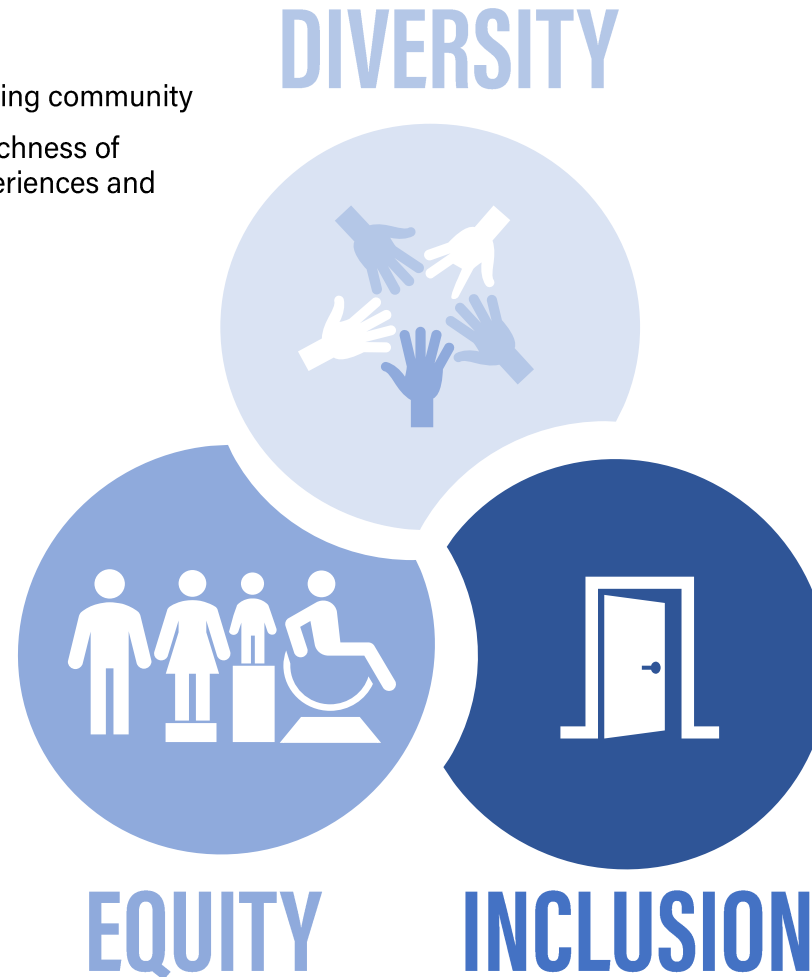 DIVERSITY
ing community
chness of
eriences and
EQUITY
INCLUSION